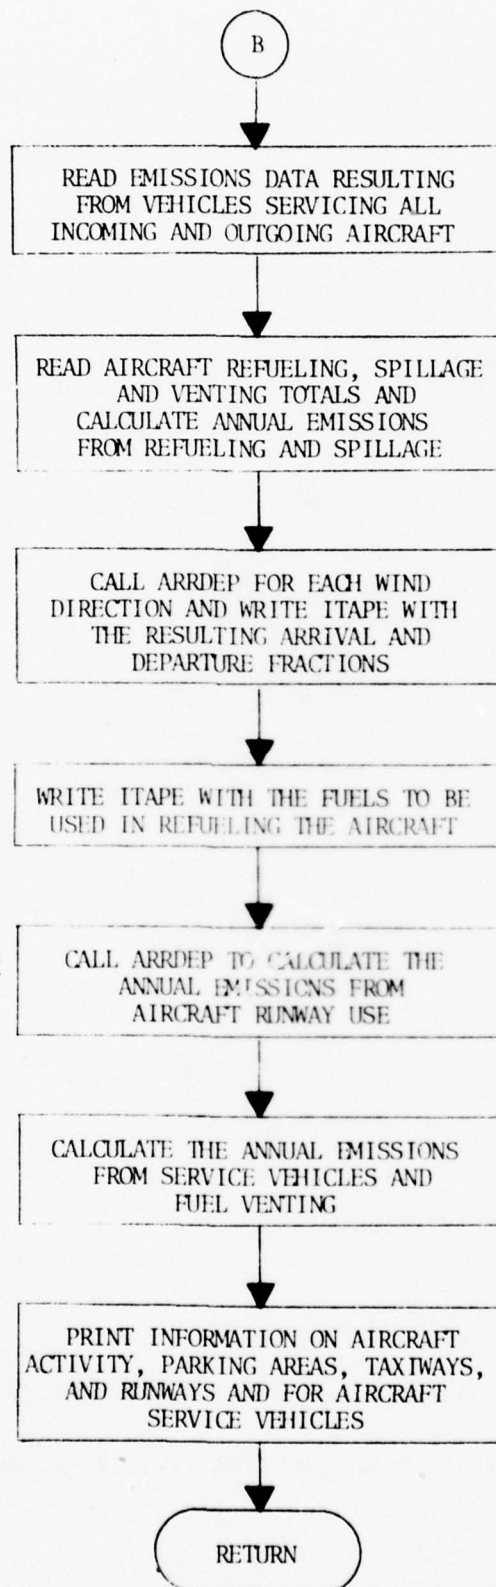 B
READ EMISSIONS DATA RESULTING
FROM VEHICLES SERVICING ALL
INCOMING AND OUTGOING AIRCRAFT
READ AIRCRAFT REFUELING, SPILLAGE
AND VENTING TOTALS AND
CALCULATE ANNUAL EMISSIONS
FROM REFUELING AND SPILLAGE
CALL ARRDEP FOR EACH WIND
DIRECTION AND WRITE ITAPE WITH
THE RESULTING ARRIVAL AND
DEPARTURE FRACTIONS
WRITE ITAPE WITH THE FUELS TO BE
USED IN REFUELING THE AIRCRAFT
CALL ARRDEP TO CALCULATE THE
ANNUAL EMISSIONS FROM
AIRCRAFT RUNWAY USE
CALCULATE THE ANNUAL EMISSIONS
FROM SERVICE VEHICLES AND
FUEL VENTING
PRINT INFORMATION ON AIRCRAFT
ACTIVITY, PARKING AREAS, TAXIWAYS,
AND RUNWAYS AND FOR AIRCRAFT
SERVICE VEHICLES
RETURN